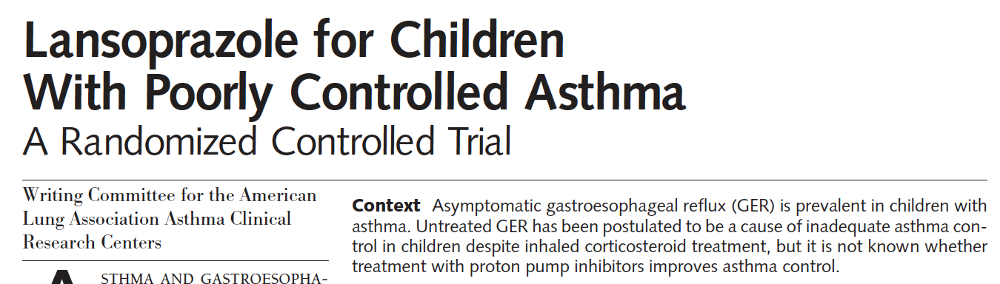 Lansoprazole for Children
With Poorly Controlled Asthma
A Randomized Controlled Trial
Writing Committee for the American
Lung Association Asthma Clinical
Research Centers
ASTHMA AND GASTROESOPHA-
Context Asymptomatic gastroesophageal reflux (GER) is prevalent in children with
asthma. Untreated GER has been postulated to be a cause of inadequate asthma con-
trol in children despite inhaled corticosteroid treatment, but it is not known whether
treatment with proton pump inhibitors improves asthma control.